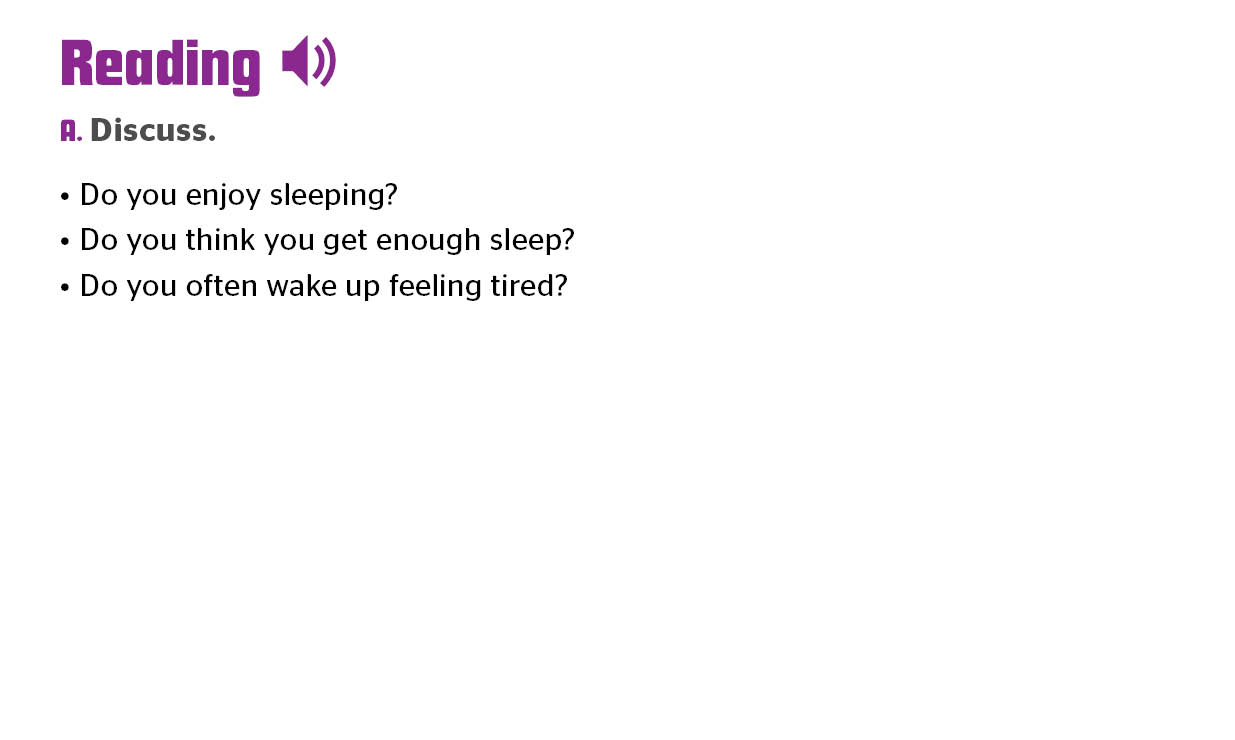 Reading
A. Discuss.
• Do you enjoy sleeping?
• Do you think you get enough sleep?
• Do you often wake up feeling tired?